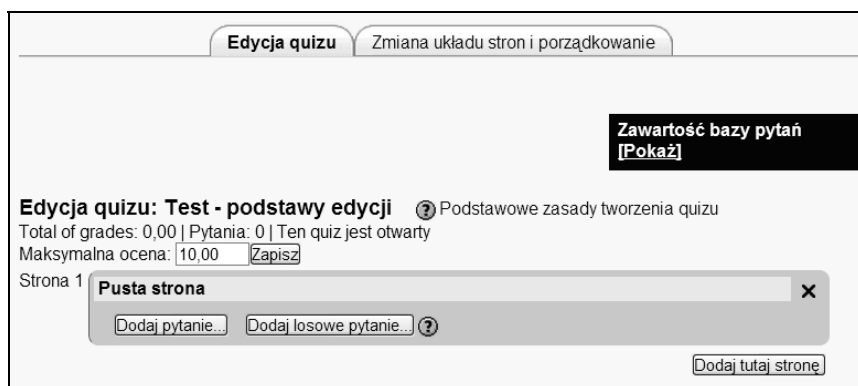 Edycja quizu Zmiana układu stron i porządkowanie
Zawartość bazy pytań
[Pokaż]
Edycja quizu: Test - podstawy edycji ? Podstawowe zasady tworzenia quizu
Total of grades: 0,00 | Pytania: 0 | Ten quiz jest otwarty
Maksymalna ocena: 10,00 Zapisz
Strona 1 Pusta strona ×
Dodaj pytanie... Dodaj losowe pytanie... ?
Dodaj tutaj stronę